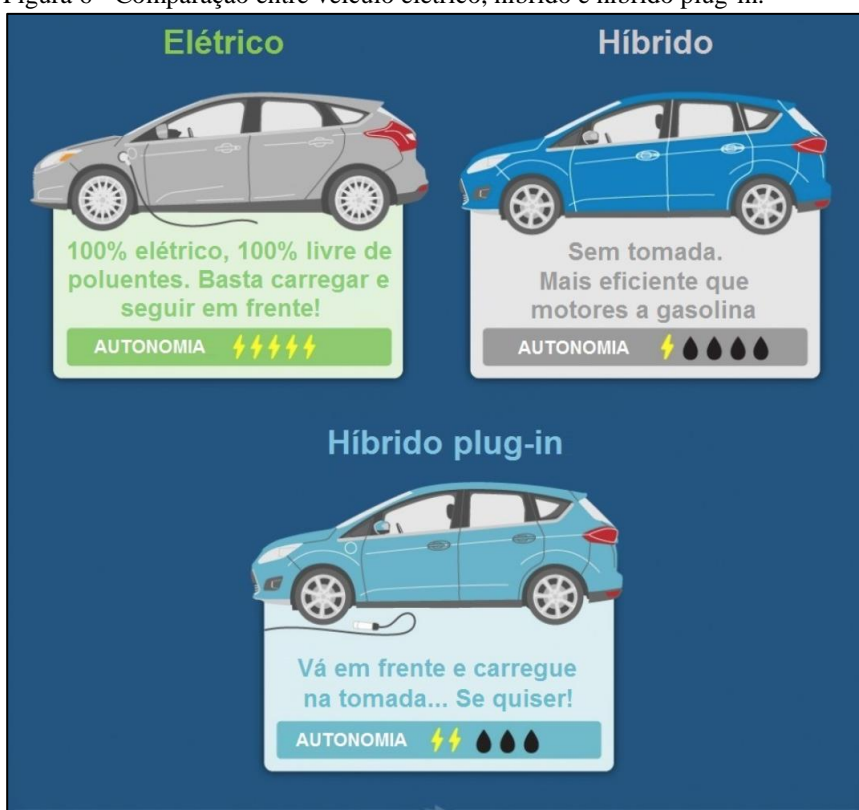 Figura 6 - Comparação entre veículo elétrico, híbrido e híbrido plug-in.
Elétrico
100% elétrico, 100% livre de
poluentes. Basta carregar e
seguir em frente!
AUTONOMIA
Híbrido
Sem tomada.
Mais eficiente que
motores a gasolina
AUTONOMIA
Híbrido plug-in
Vá em frente e carregue
na tomada... Se quiser!
AUTONOMIA